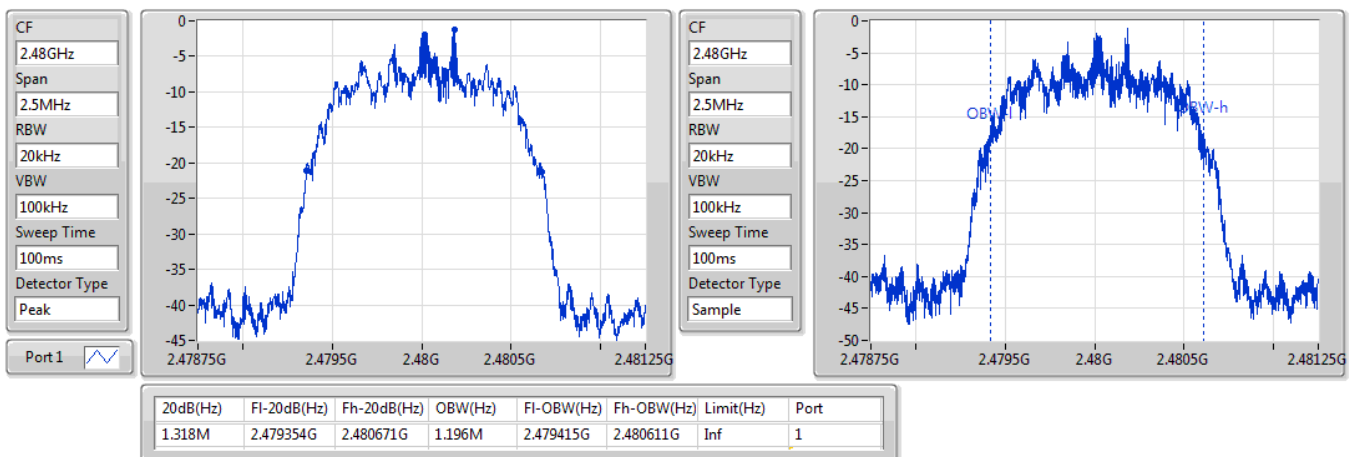 CF
2.48GHz
Span
2.5MHz
RBW
20kHz
VBW
100kHz
Sweep Time
100ms
Detector Type
Peak
Port 1
0
-5
-10
-15
-20
-25
-30
-35
-40
-45
2.47875G 2.4795G 2.48G 2.4805G 2.48125G
CF
2.48GHz
Span
2.5MHz
RBW
20kHz
VBW
100kHz
Sweep Time
100ms
Detector Type
Sample
0
-5
-10
-15
-20
-25
-30
-35
-40
-45
-50
2.47875G 2.4795G 2.48G 2.4805G 2.48125G
20dB(Hz) Fl-20dB(Hz) Fh-20dB(Hz) OBW(Hz) Fl-OBW(Hz) Fh-OBW(Hz) Limit(Hz) Port
1.318M 2.479354G 2.480671G 1.196M 2.479415G 2.480611G Inf 1